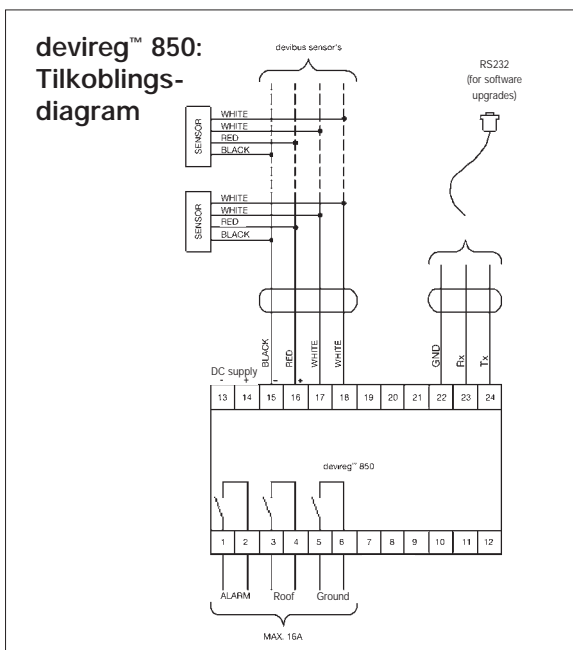 devireg™ 850:
Tilkoblings-
diagram
devibus sensor's
RS232
(for software
upgrades)
SENSOR
WHITE
WHITE
RED
BLACK
SENSOR
WHITE
WHITE
RED
BLACK
BLACK
RED
WHITE
WHITE
GND
Rx
Tx
DC supply
- + - +
13 14 15 16 17 18 19 20 21 22 23 24
devireg™ 850
1 2 3 4 5 6 7 8 9 10 11 12
ALARM Roof Ground
MAX. 16A